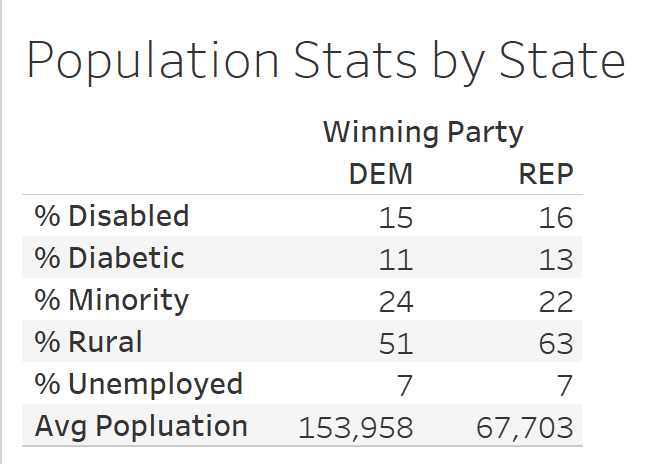 Population Stats by State
Winning Party
DEM REP
% Disabled 15 16
% Diabetic 11 13
% Minority 24 22
% Rural 51 63
% Unemployed 7 7
Avg Popluation 153,958 67,703